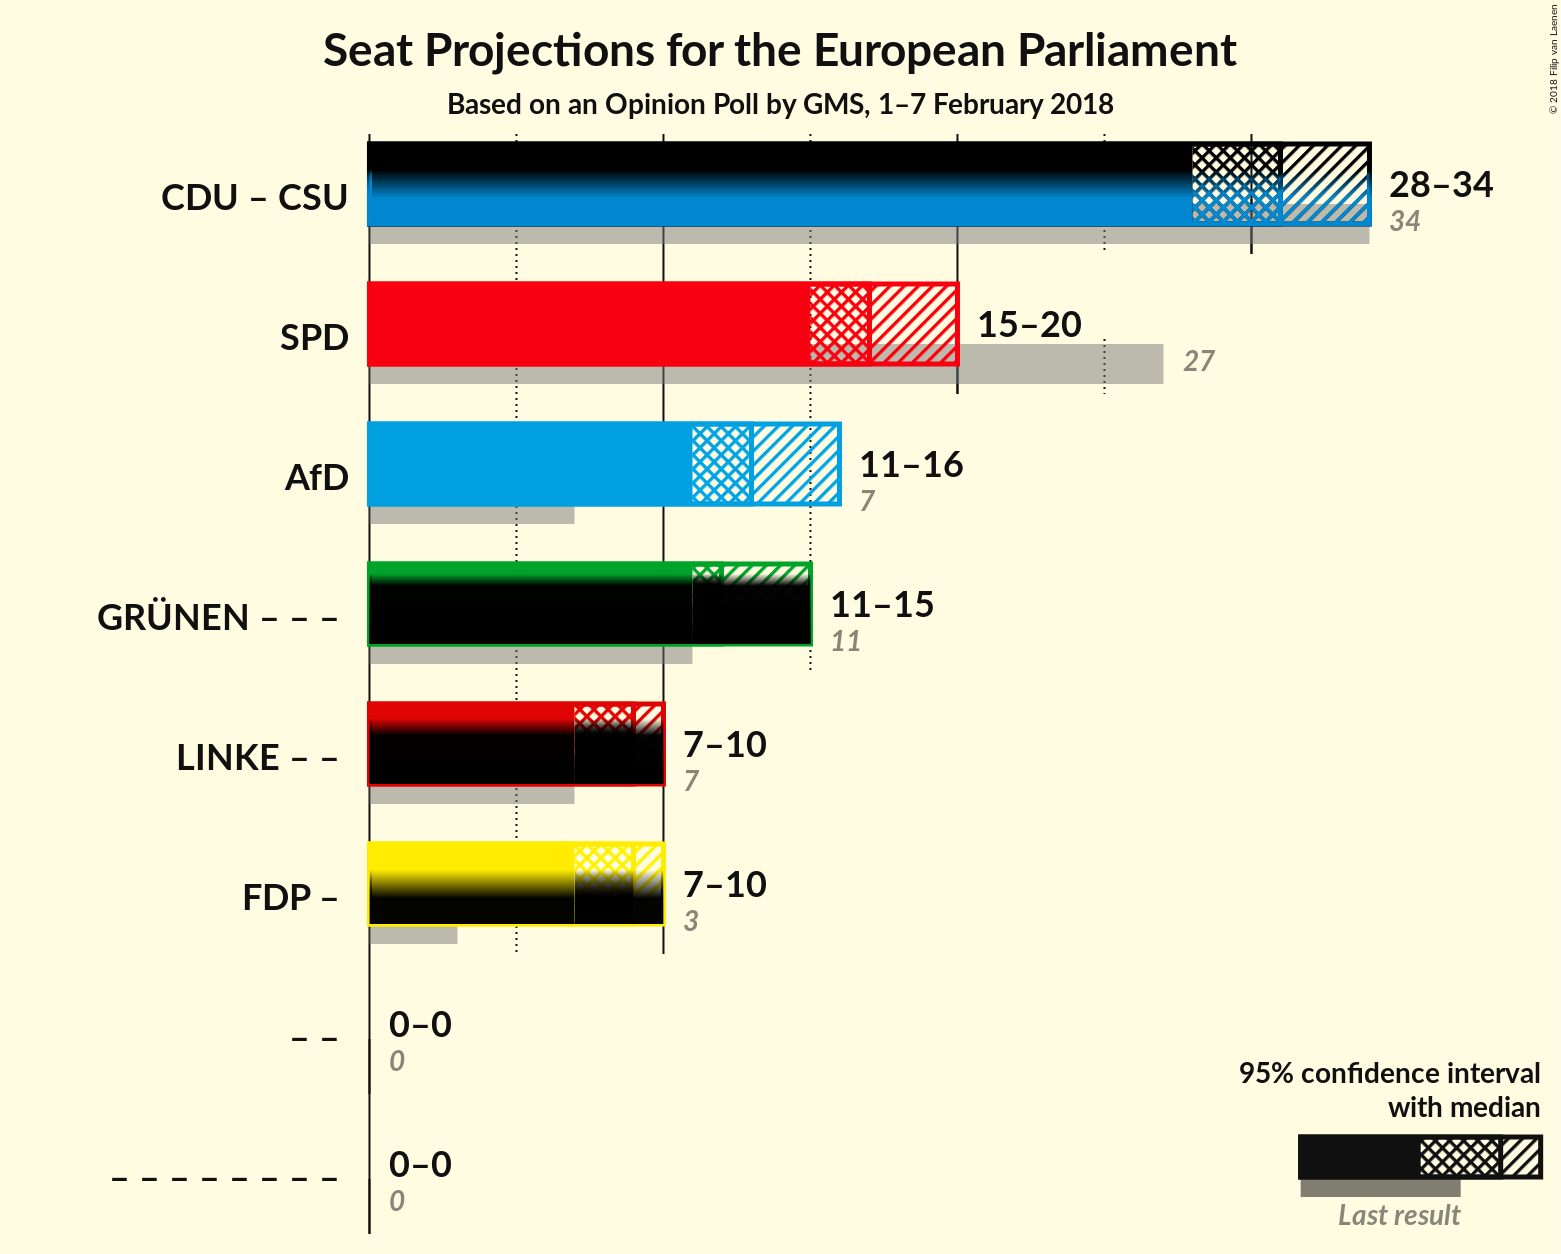 Seat Projections for the European Parliament
Based on an Opinion Poll by GMS, 1–7 February 2018
© 2018 Filip van Laenen
CDU – CSU
28–34
34
SPD
15–20
27
AfD
11–16
7
GRÜNEN – – –
11–15
11
LINKE – –
7–10
7
FDP –
7–10
3
– –
0–0
0
– – – – – – – –
0–0
0
95% confidence interval
with median
Last result